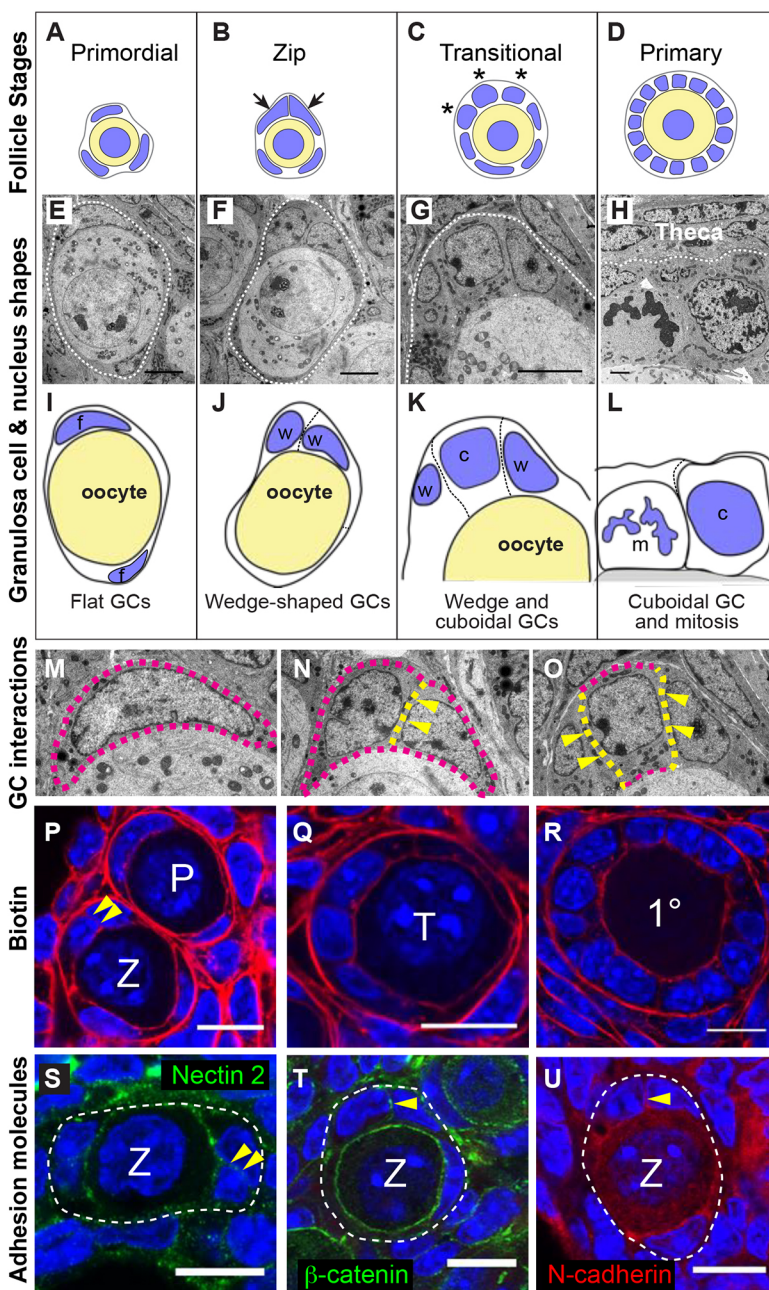 Follicle Stages
A
Primordial
B
Zip
C
Transitional
* * *
D
Primary
Granulosa cell & nucleus shapes
E
F
G
H
Theca
I
f
oocyte
f
Flat GCs
J
w
w
oocyte
Wedge-shaped GCs
K
w
c
w
oocyte
Wedge and
cuboidal GCs
L
m
c
Cuboidal GC
and mitosis
GC interactions
M
N
O
Biotin
P
P
Z
Q
T
R
1°
Adhesion molecules
S
Nectin 2
Z
T
Z
β-catenin
U
Z
N-cadherin